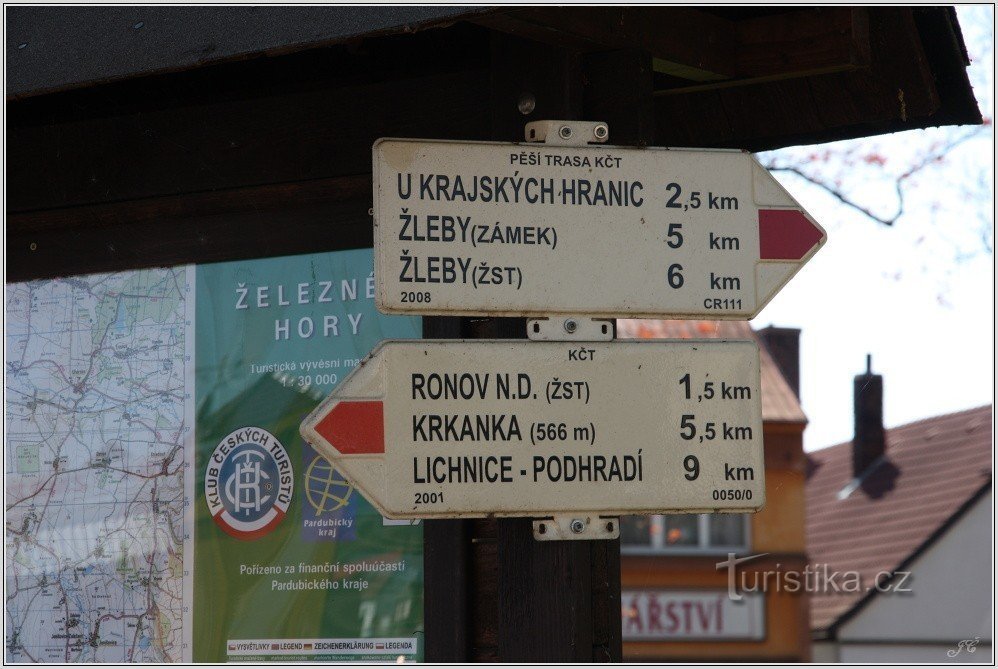 PĚŠÍ TRASA KČT
U KRAJSKÝCH HRANIC 2,5 km
ŽLEBY(ZÁMEK) 5 km
ŽLEBY(ŽST) 6 km
2008 CR111
KČT
RONOV N.D. (ŽST) 1,5 km
KRKANKA (566 m) 5,5 km
LICHNICE - PODHRADÍ 9 km
2001 0050/0
ŽELEZNÉ
HORY
Turistická vývěsní
1:30 000
KLUB ČESKÝCH TURISTŮ
KČT
Pardubický
kraj
Pořízeno za finanční spoluúčasti
Pardubického kraje
VYSVĚTLIVKY LEGEND ZEICHENERKLÄRUNG LEGENDA
ÁŘSTVÍ
turistika.cz